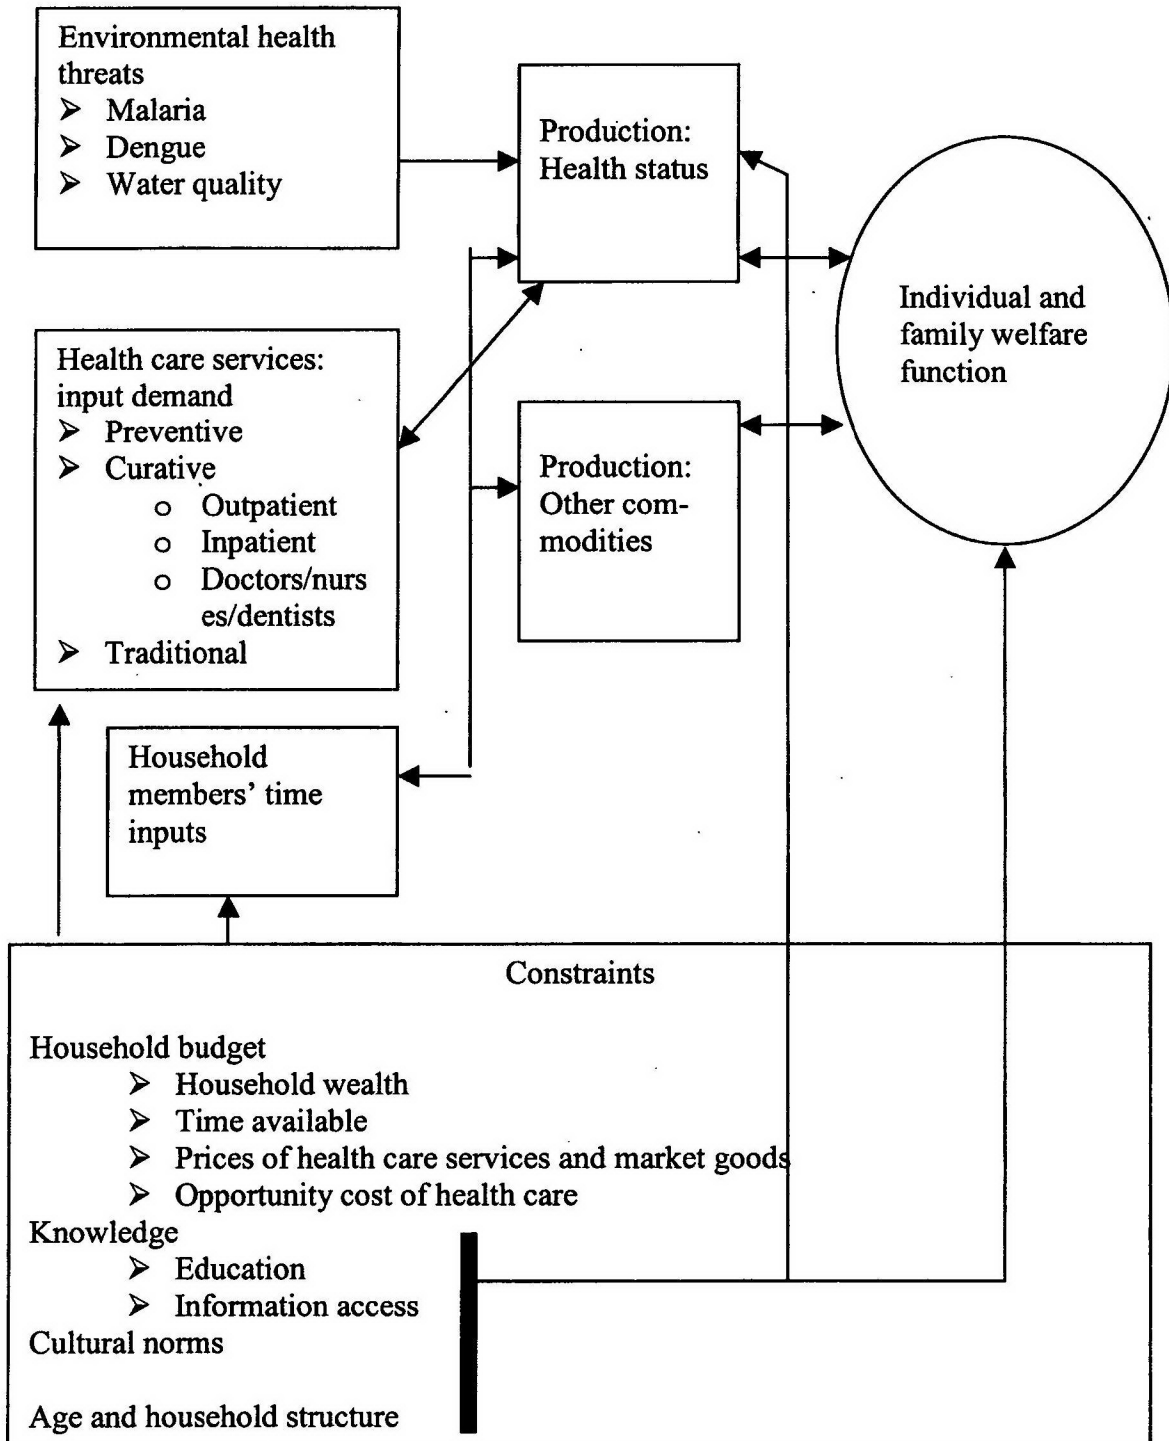 Environmental health
threats
➢ Malaria
➢ Dengue
➢ Water quality
Production:
Health status
Individual and
family welfare
function
Health care services:
input demand
➢ Preventive
➢ Curative
o Outpatient
o Inpatient
o Doctors/nurs
es/dentists
➢ Traditional
Production:
Other com-
modities
Household
members’ time
inputs
Constraints
Household budget
➢ Household wealth
➢ Time available
➢ Prices of health care services and market goods
➢ Opportunity cost of health care
Knowledge
➢ Education
➢ Information access
Cultural norms
Age and household structure